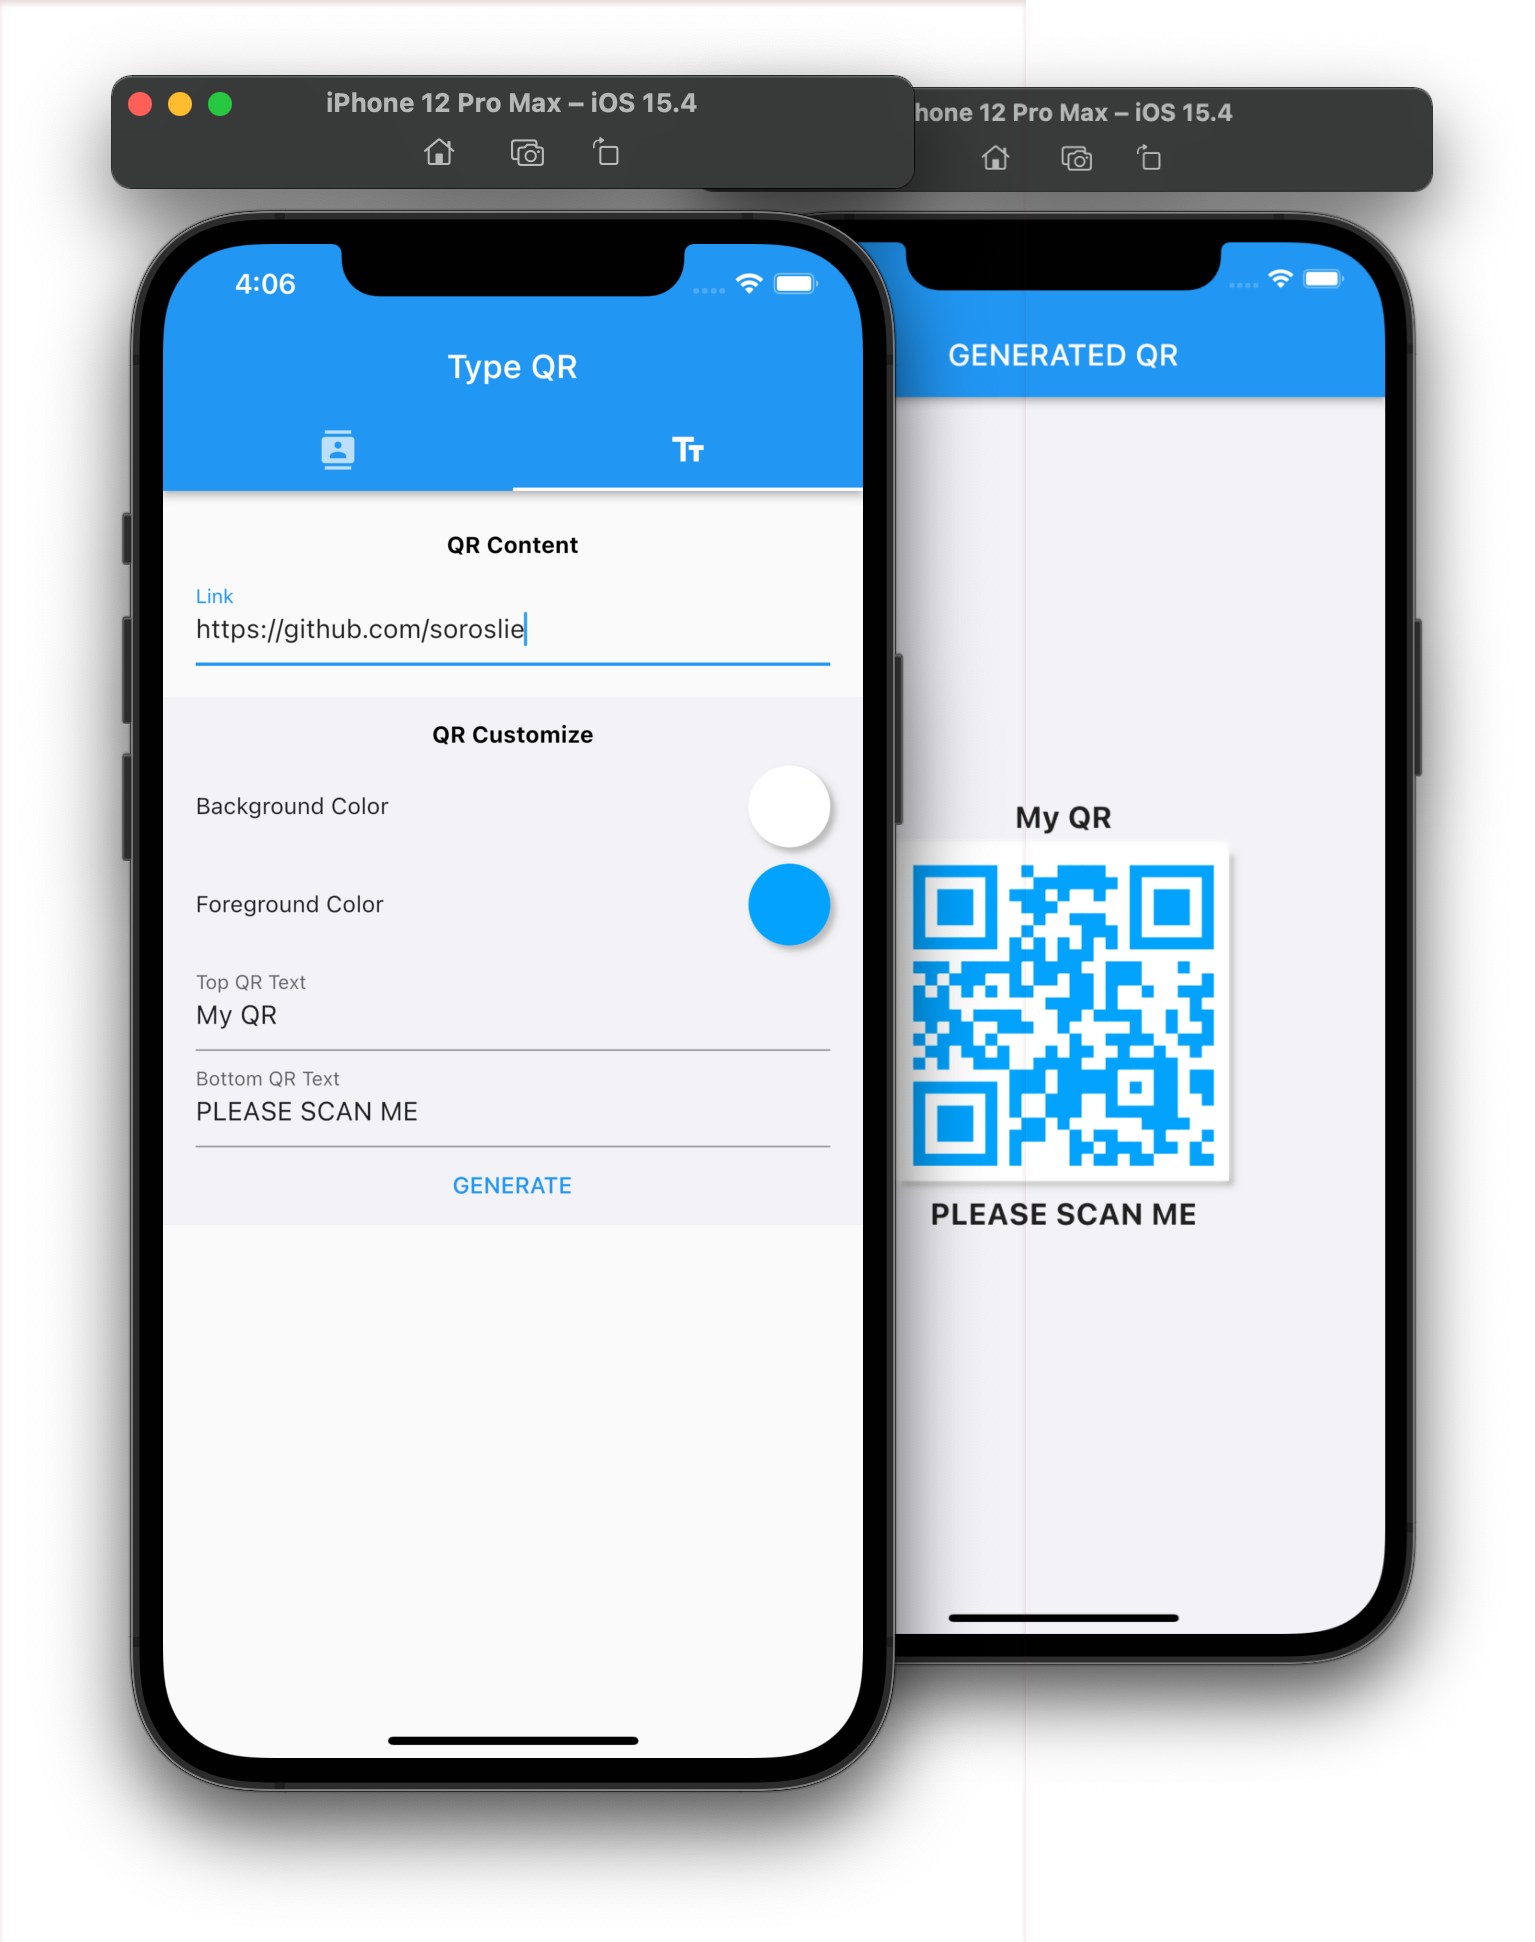 iPhone 12 Pro Max – iOS 15.4
4:06
Type QR
QR Content
Link
https://github.com/soroslie
QR Customize
Background Color
Foreground Color
Top QR Text
My QR
Bottom QR Text
PLEASE SCAN ME
GENERATE
hone 12 Pro Max – iOS 15.4
GENERATED QR
My QR
PLEASE SCAN ME